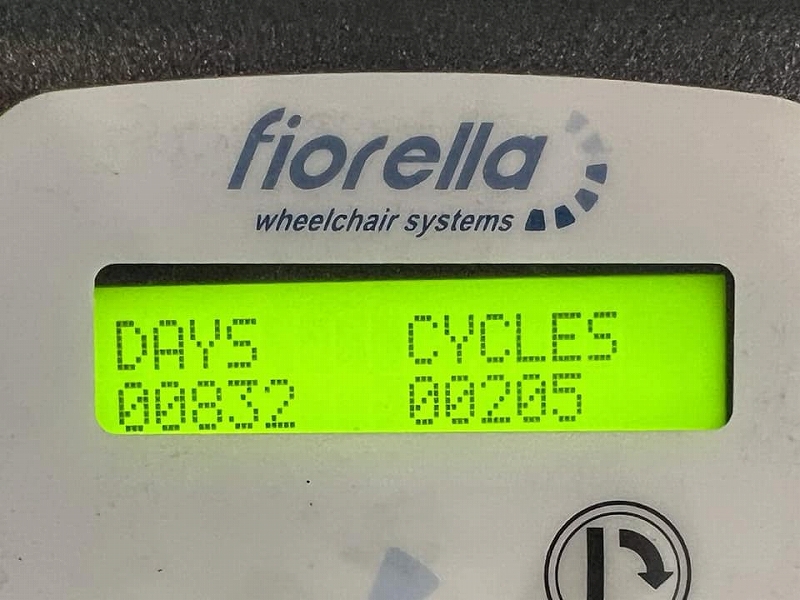 fiorella
wheelchair systems
DAYS CYCLES
00832 00205